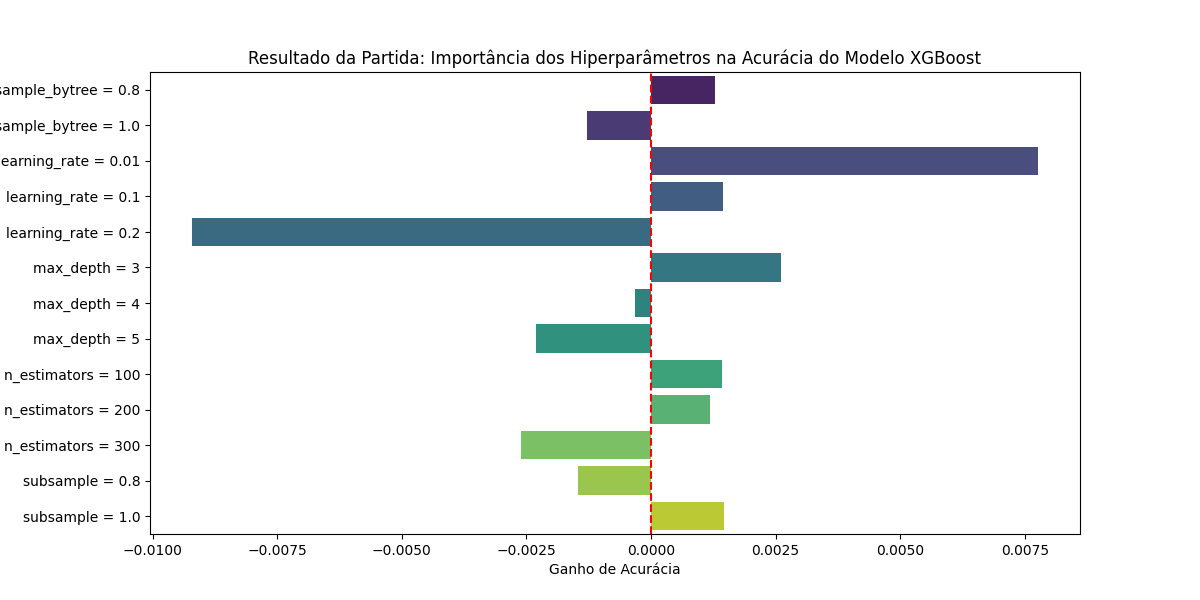 Resultado da Partida: Importância dos Hiperparâmetros na Acurácia do Modelo XGBoost
sample_bytree = 0.8
sample_bytree = 1.0
earning_rate = 0.01
learning_rate = 0.1
learning_rate = 0.2
max_depth = 3
max_depth = 4
max_depth = 5
n_estimators = 100
n_estimators = 200
n_estimators = 300
subsample = 0.8
subsample = 1.0
−0.0100 −0.0075 −0.0050 −0.0025 0.0000 0.0025 0.0050 0.0075
Ganho de Acurácia